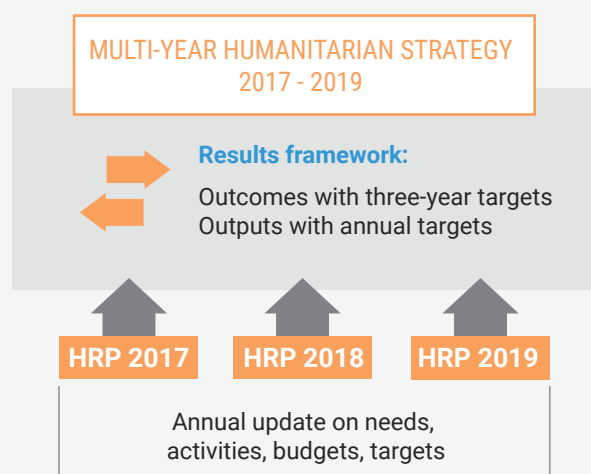 MULTI-YEAR HUMANITARIAN STRATEGY
2017 - 2019
Results framework:
Outcomes with three-year targets
Outputs with annual targets
HRP 2017
HRP 2018
HRP 2019
Annual update on needs,
activities, budgets, targets